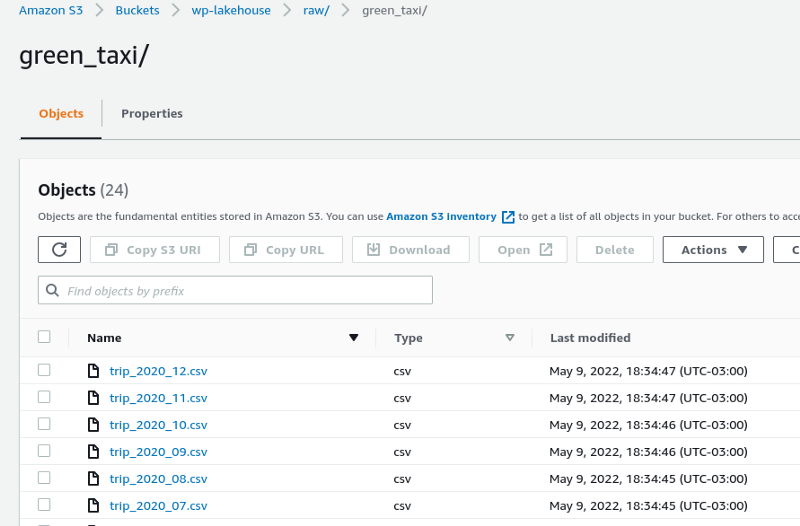 Amazon S3 > Buckets > wp-lakehouse > raw/ > green_taxi/
green_taxi/
Objects Properties
Objects (24)
Objects are the fundamental entities stored in Amazon S3. You can use Amazon S3 inventory to get a list of all objects in your bucket. For others to
Copy S3 URI Copy URL Download Open Delete Actions
Find objects by prefix
Name Type Last modified
trip_2020_12.csv csv May 9, 2022, 18:34:47 (UTC-03:00)
trip_2020_11.csv csv May 9, 2022, 18:34:47 (UTC-03:00)
trip_2020_10.csv csv May 9, 2022, 18:34:46 (UTC-03:00)
trip_2020_09.csv csv May 9, 2022, 18:34:46 (UTC-03:00)
trip_2020_08.csv csv May 9, 2022, 18:34:45 (UTC-03:00)
trip_2020_07.csv csv May 9, 2022, 18:34:45 (UTC-03:00)